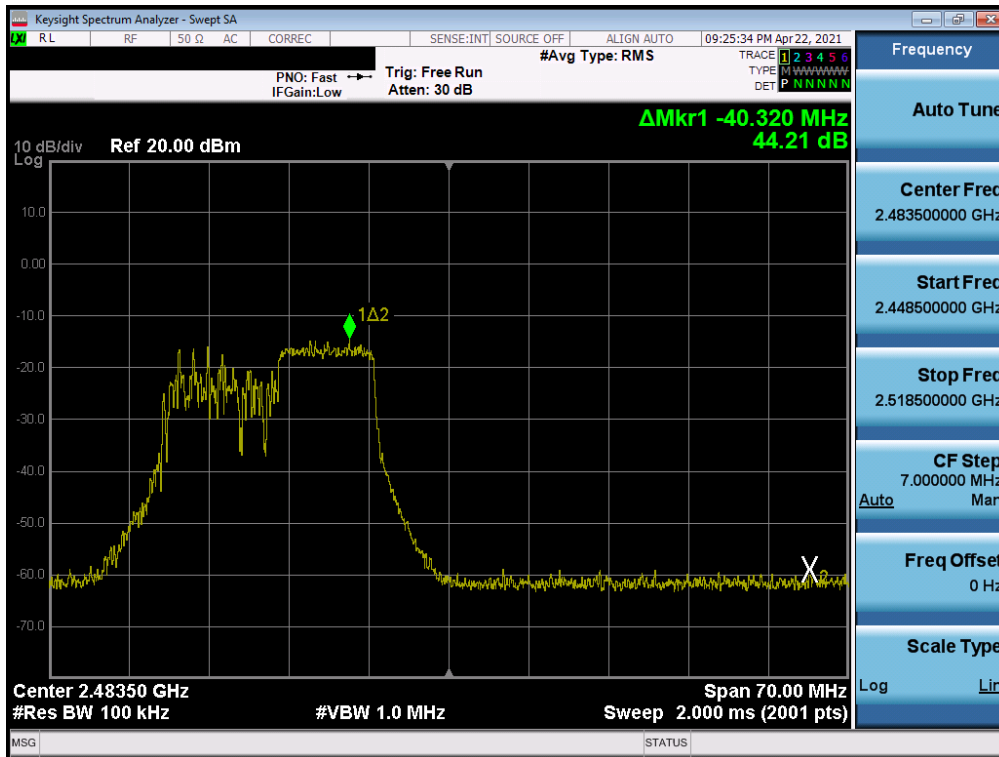 Keysight Spectrum Analyzer - Swept SA
LXI RL RF 50 Ω AC CORREC SENSE:INT SOURCE OFF ALIGN AUTO 09:25:34 PM Apr 22, 2021
#Avg Type: RMS
PNO: Fast
IFGain:Low
Trig: Free Run
Atten: 30 dB
TRACE 1 2 3 4 5 6
TYPE M WWWWW
DET P N N N N N
ΔMkr1 -40.320 MHz
44.21 dB
10 dB/div Ref 20.00 dBm
Log
10.0
0.00
-10.0
-20.0
-30.0
-40.0
-50.0
-60.0
-70.0
1Δ2
X2
Center 2.48350 GHz
Span 70.00 MHz
#Res BW 100 kHz
#VBW 1.0 MHz
Sweep 2.000 ms (2001 pts)
MSG
STATUS
Frequency
Auto Tune
Center Freq
2.483500000 GHz
Start Freq
2.448500000 GHz
Stop Freq
2.518500000 GHz
CF Step
7.000000 MHz
Auto Man
Freq Offset
0 Hz
Scale Type
Log Lin